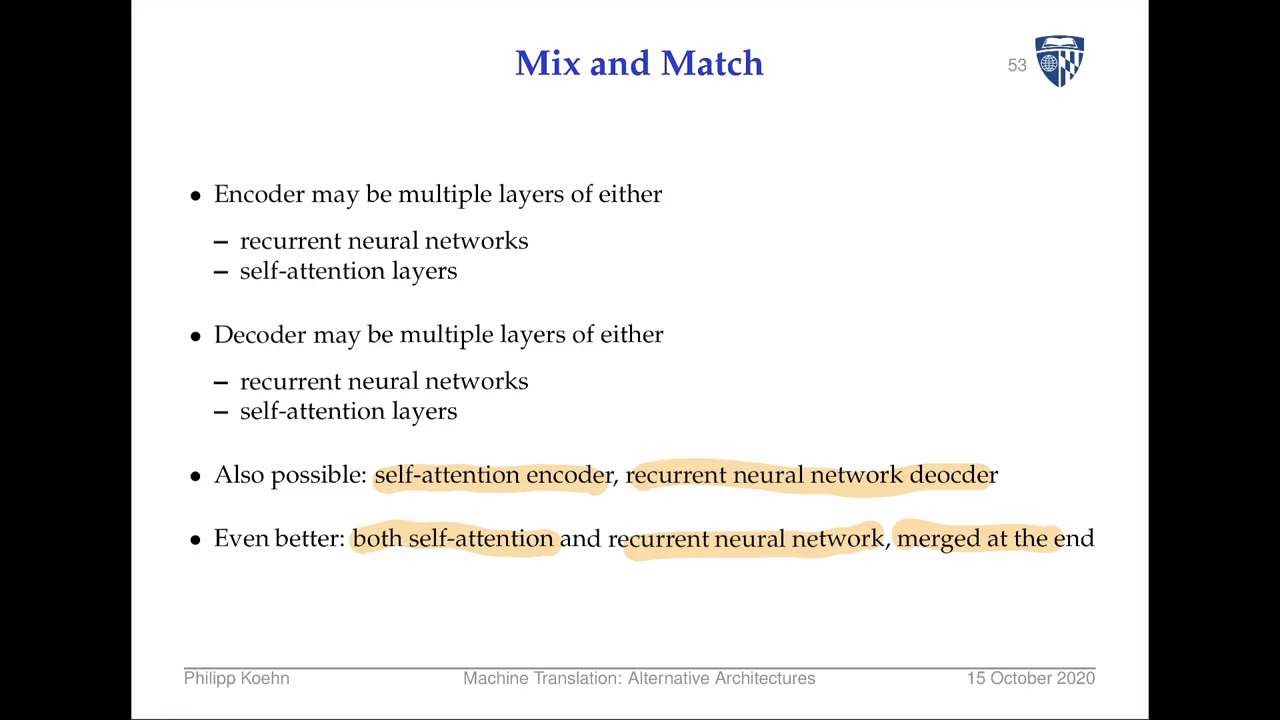 Mix and Match
53
• Encoder may be multiple layers of either
– recurrent neural networks
– self-attention layers
• Decoder may be multiple layers of either
– recurrent neural networks
– self-attention layers
• Also possible: self-attention encoder, recurrent neural network deocder
• Even better: both self-attention and recurrent neural network, merged at the end
Philipp Koehn Machine Translation: Alternative Architectures 15 October 2020